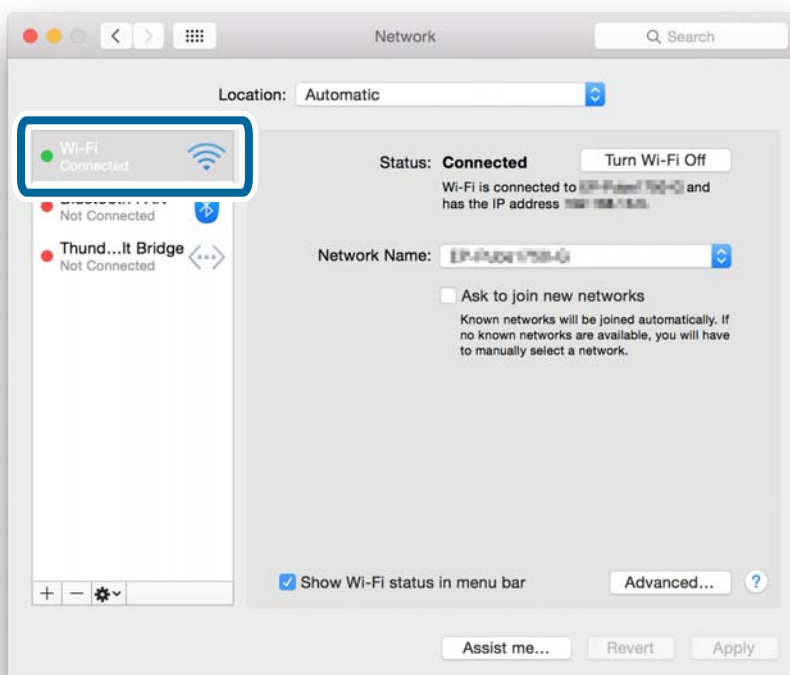 Network
Search
Location: Automatic
Wi-Fi
Connected
Status: Connected
Turn Wi-Fi Off
Wi-Fi is connected to and
has the IP address
Not Connected
Thund...lt Bridge
Not Connected
Network Name:
Ask to join new networks
Known networks will be joined automatically. If
no known networks are available, you will have
to manually select a network.
Show Wi-Fi status in menu bar
Advanced...
?
Assist me...
Revert
Apply